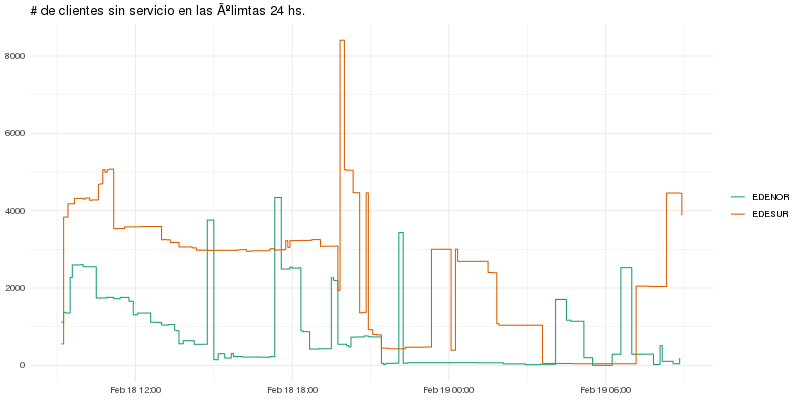 # de clientes sin servicio en las Ãºlimtas 24 hs.
8000
6000
4000
2000
0
Feb 18 12:00
Feb 18 18:00
Feb 19 00:00
Feb 19 06:00
EDENOR
EDESUR